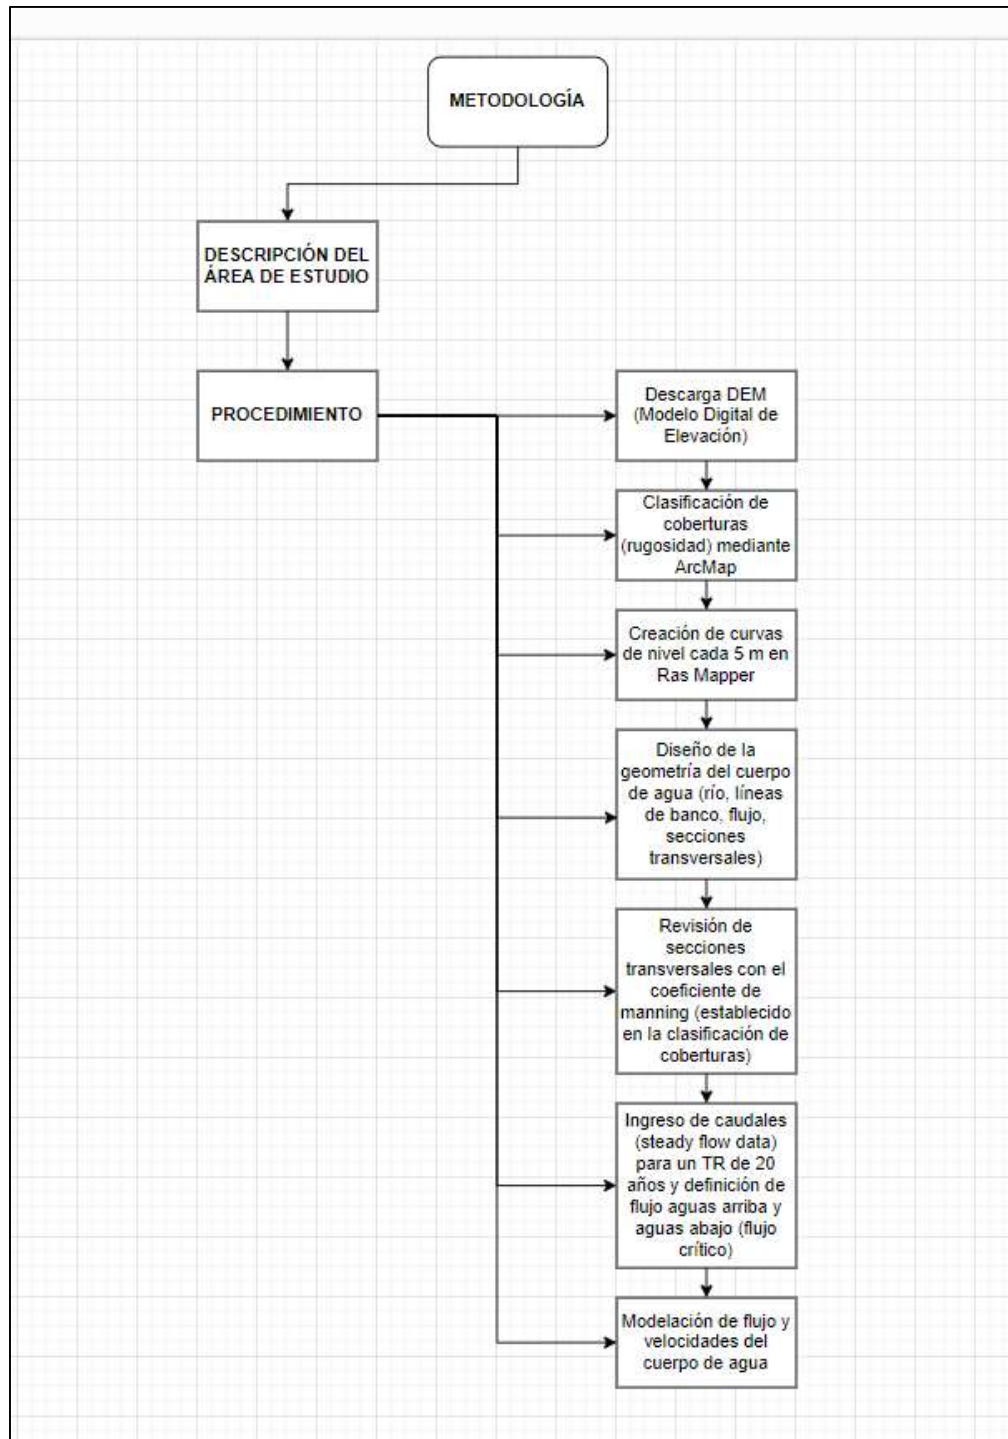 METODOLOGÍA
DESCRIPCIÓN DEL
ÁREA DE ESTUDIO
PROCEDIMIENTO
Descarga DEM
(Modelo Digital de
Elevación)
Clasificación de
coberturas
(rugosidad) mediante
ArcMap
Creación de curvas
de nivel cada 5 m en
Ras Mapper
Diseño de la
geometría del cuerpo
de agua (río, líneas
de banco, flujo,
secciones
transversales)
Revisión de
secciones
transversales con el
coeficiente de
manning (establecido
en la clasificación de
coberturas)
Ingreso de caudales
(steady flow data)
para un TR de 20
años y definición de
flujo aguas arriba y
aguas abajo (flujo
crítico)
Modelación de flujo y
velocidades del
cuerpo de agua